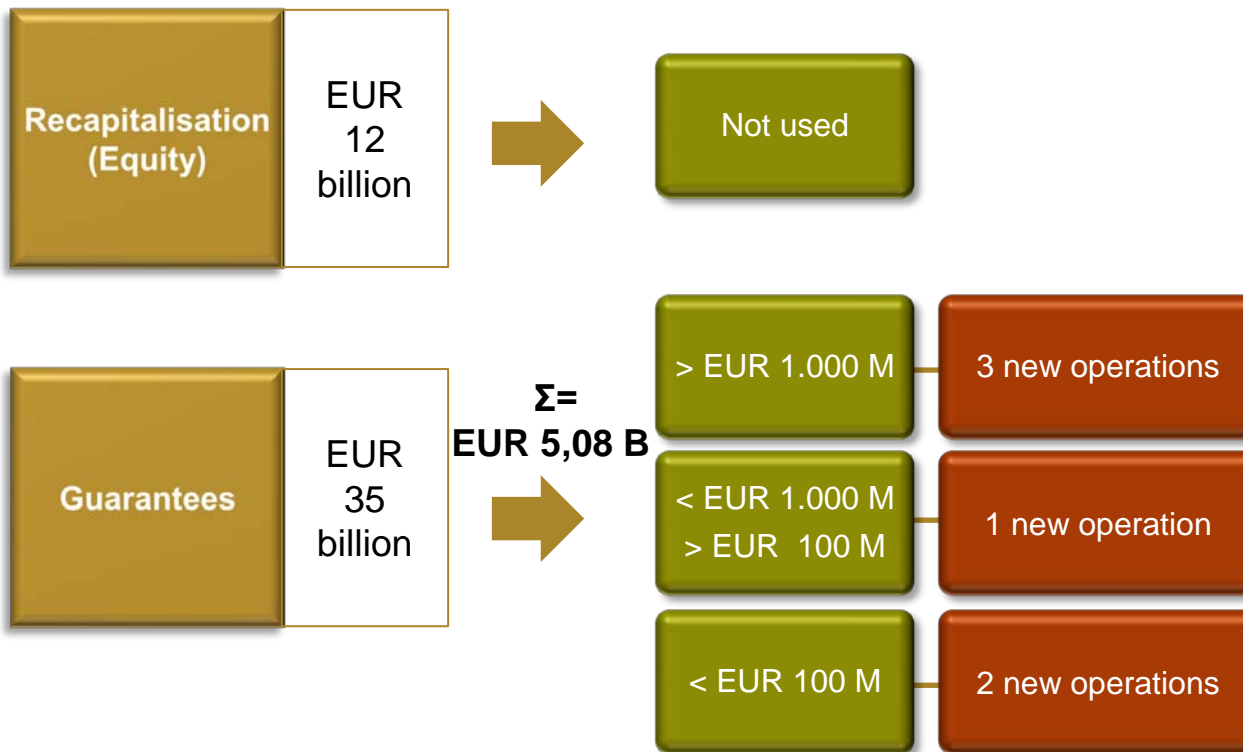 Recapitalisation
(Equity)
EUR
12
billion
Not used
Guarantees
EUR
35
billion
Σ=
EUR 5,08 B
> EUR 1.000 M
3 new operations
< EUR 1.000 M
> EUR 100 M
1 new operation
< EUR 100 M
2 new operations